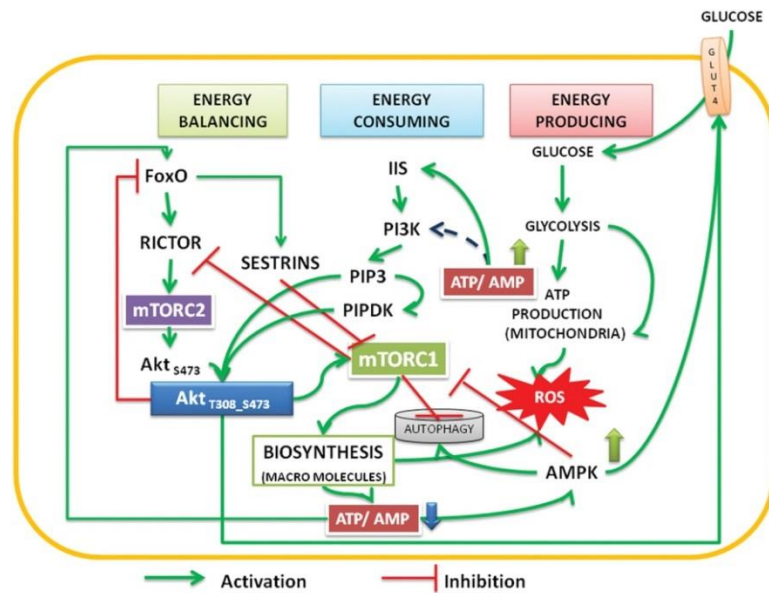 GLUCOSE
GLUT4
ENERGY
BALANCING
ENERGY
CONSUMING
ENERGY
PRODUCING
GLUCOSE
FoxO
IIS
GLYCOLYSIS
RICTOR
PI3K
SESTRINS
PIP3
ATP/ AMP
ATP
PRODUCTION
(MITOCHONDRIA)
mTORC2
PIPDK
Akt S473
mTORC1
ROS
Akt T308_S473
AUTOPHAGY
BIOSYNTHESIS
(MACRO MOLECULES)
AMPK
ATP/ AMP
Activation
Inhibition